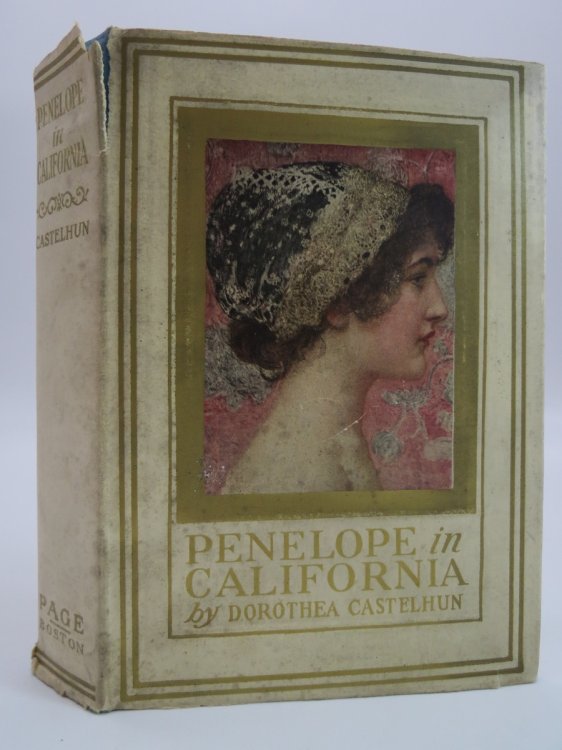 PENELOPE
in
CALIFORNIA
CASTELHUN
PAGE
BOSTON
PENELOPE in
CALIFORNIA
by DOROTHEA CASTELHUN